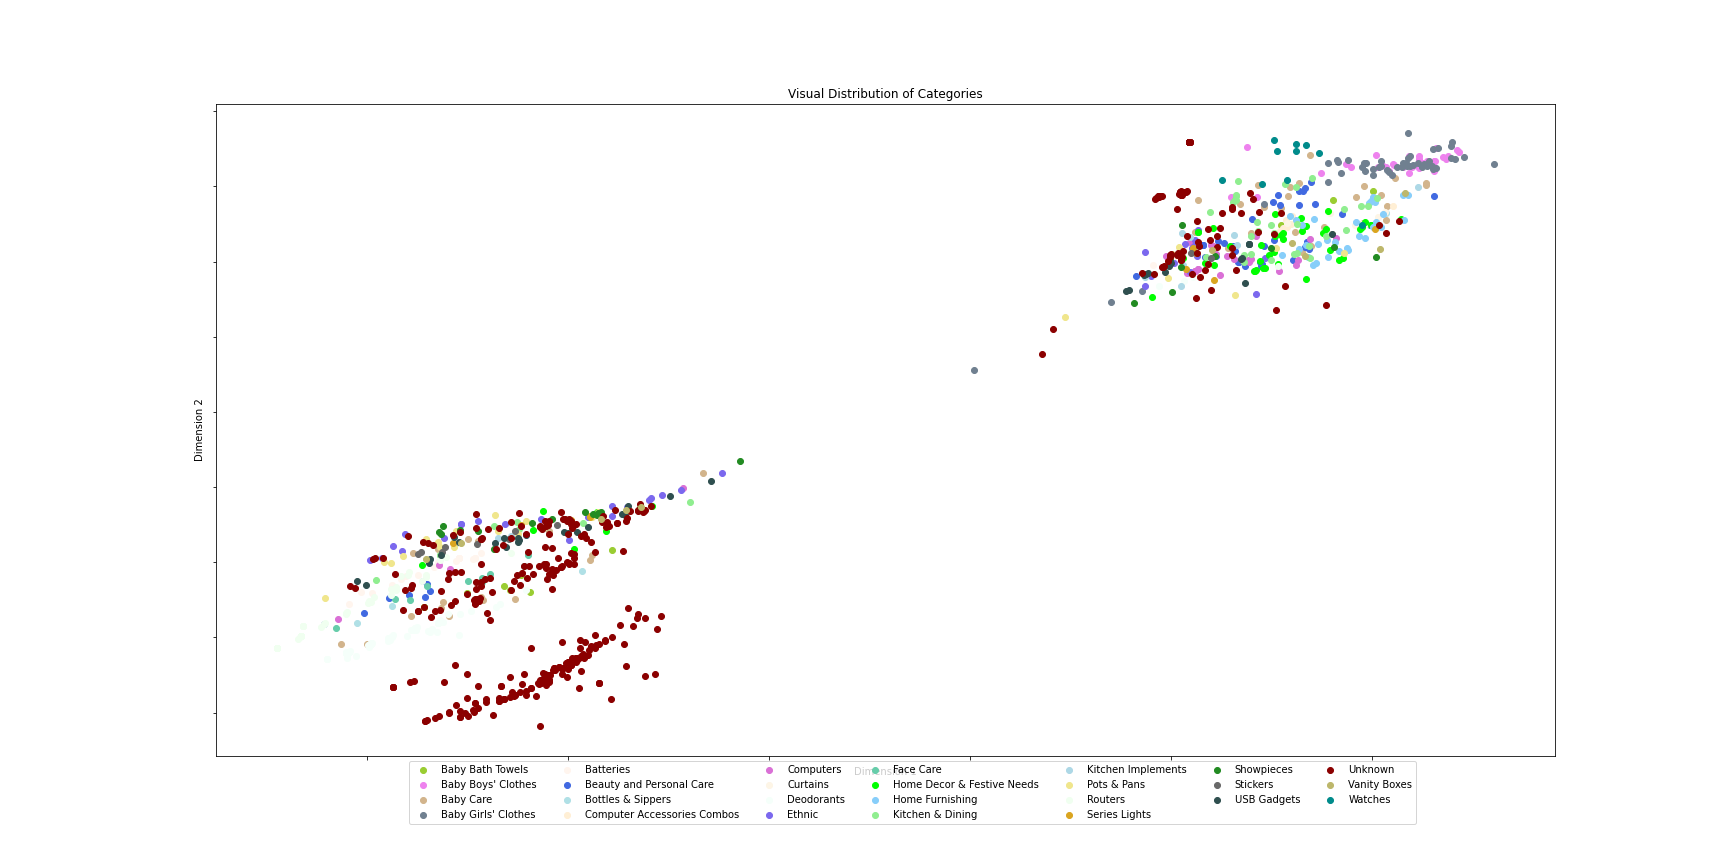 Visual Distribution of Categories
Dimension 2
Dimension
Baby Bath Towels
Baby Boys' Clothes
Baby Care
Baby Girls' Clothes
Batteries
Beauty and Personal Care
Bottles & Sippers
Computer Accessories Combos
Computers
Curtains
Deodorants
Ethnic
Face Care
Home Decor & Festive Needs
Home Furnishing
Kitchen & Dining
Kitchen Implements
Pots & Pans
Routers
Series Lights
Showpieces
Stickers
USB Gadgets
Unknown
Vanity Boxes
Watches